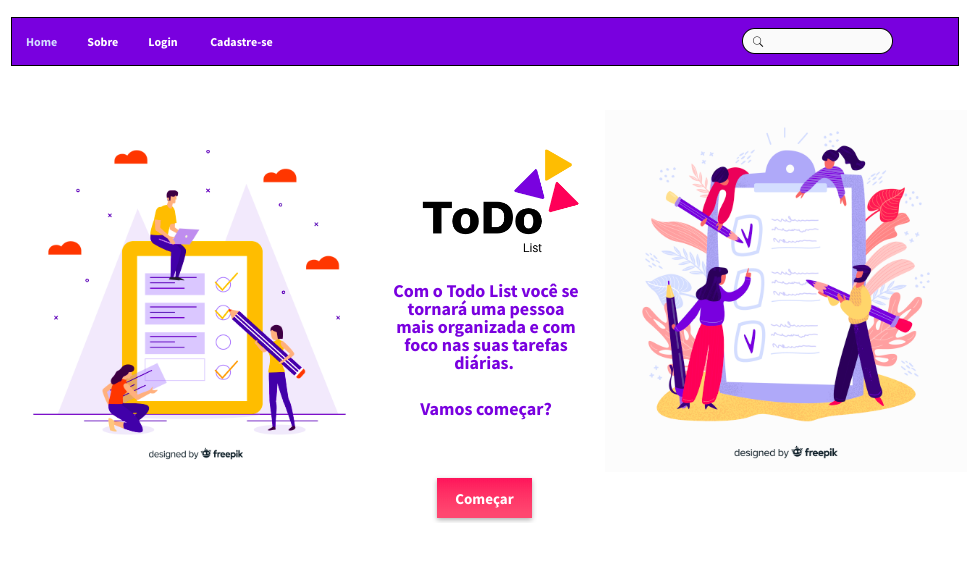 Home Sobre Login Cadastre-se
ToDo
List
Com o Todo List você se
tornará uma pessoa
mais organizada e com
foco nas suas tarefas
diárias.
Vamos começar?
designed by freepik
designed by freepik
Começar